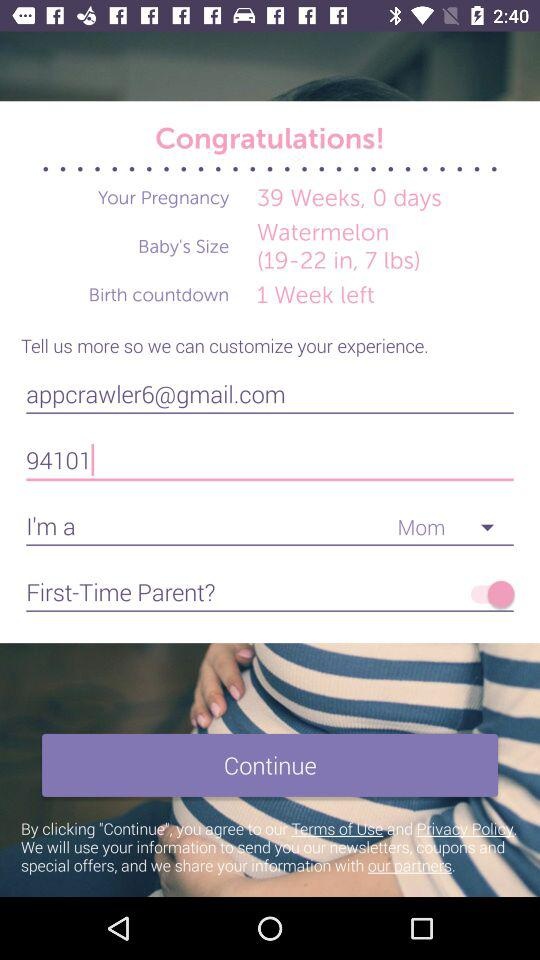 2:40
Congratulations!
Your Pregnancy 39 Weeks, 0 days
Baby's Size Watermelon
(19-22 in, 7 lbs)
Birth countdown 1 Week left
Tell us more so we can customize your experience.
appcrawler6@gmail.com
94101
I'm a Mom
First-Time Parent?
Continue
By clicking "Continue", you agree to our Terms of Use and Privacy Policy.
We will use your information to send you our newsletters, coupons and
special offers, and we share your information with our partners.